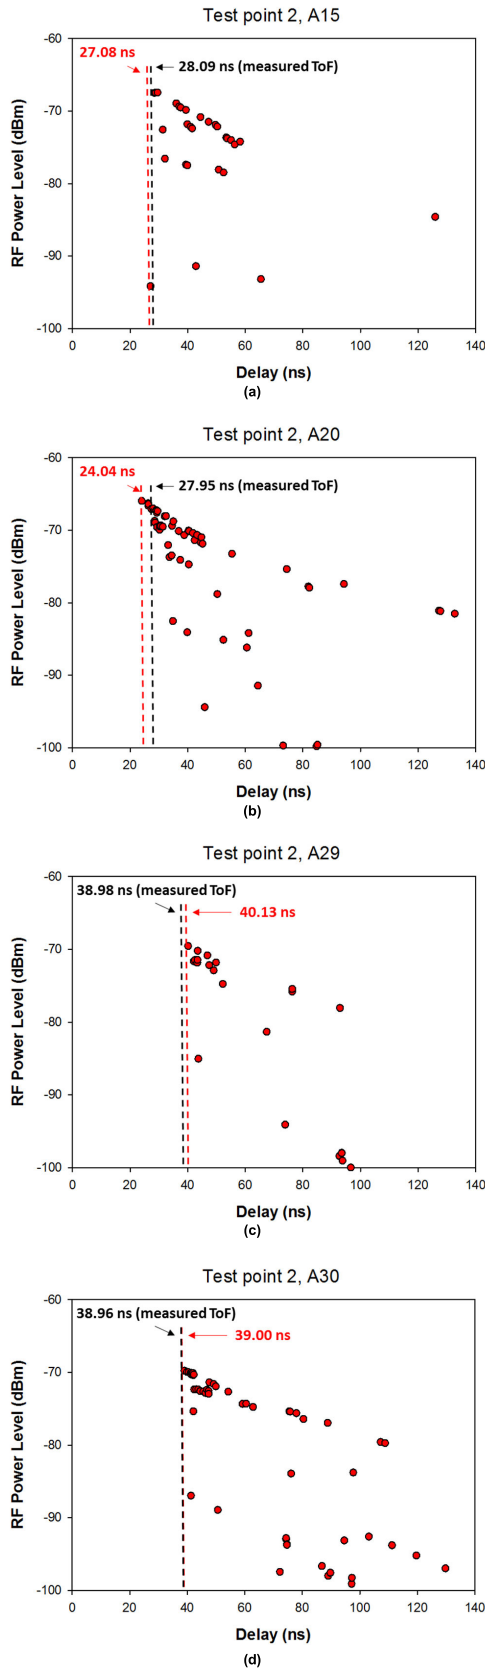 Test point 2, A15
27.08 ns
28.09 ns (measured ToF)
RF Power Level (dBm)
-60
-70
-80
-90
-100
0 20 40 60 80 100 120 140
Delay (ns)
(a)
Test point 2, A20
24.04 ns
27.95 ns (measured ToF)
RF Power Level (dBm)
-60
-70
-80
-90
-100
0 20 40 60 80 100 120 140
Delay (ns)
(b)
Test point 2, A29
38.98 ns (measured ToF)
40.13 ns
RF Power Level (dBm)
-60
-70
-80
-90
-100
0 20 40 60 80 100 120 140
Delay (ns)
(c)
Test point 2, A30
38.96 ns (measured ToF)
39.00 ns
RF Power Level (dBm)
-60
-70
-80
-90
-100
0 20 40 60 80 100 120 140
Delay (ns)
(d)